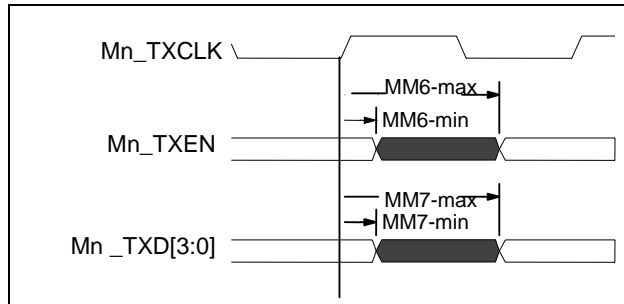 Mn_TXCLK
MM6-max
MM6-min
Mn_TXEN
MM7-max
MM7-min
Mn _TXD[3:0]